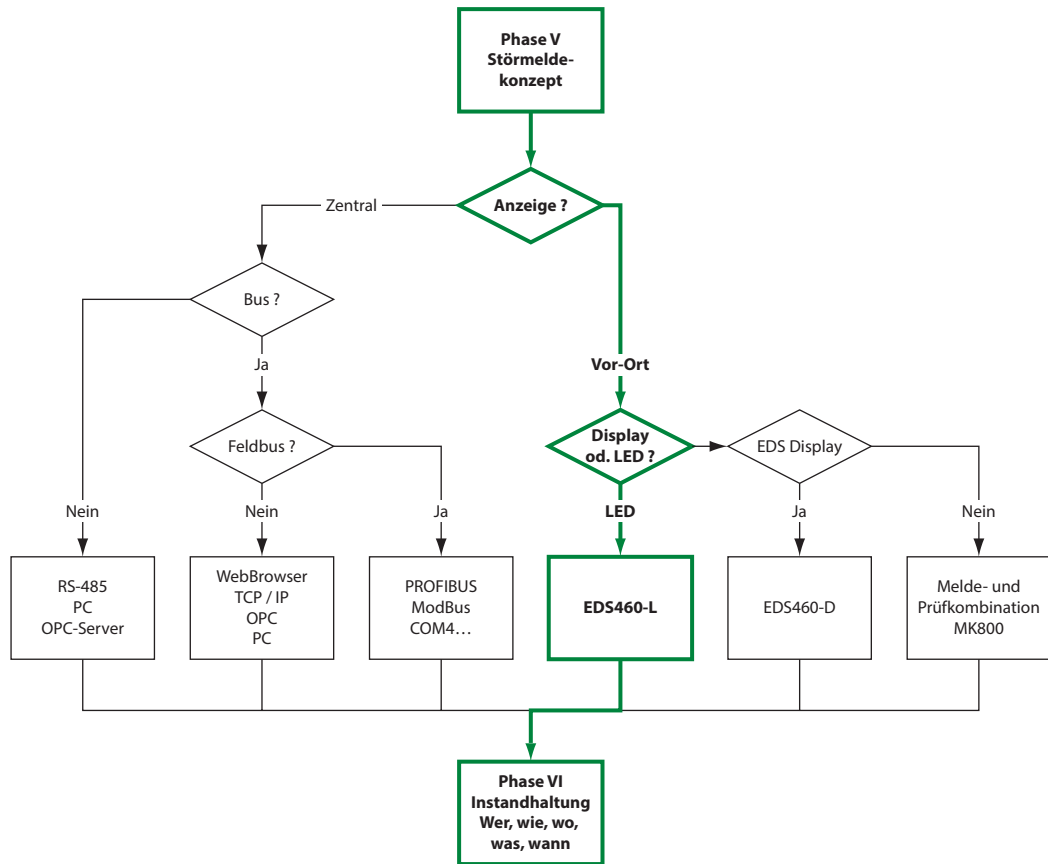 Phase V
Störmelde-
konzept
Zentral
Anzeige ?
Bus ?
Ja
Vor-Ort
Feldbus ?
Display
od. LED ?
EDS Display
Nein
Nein
Ja
LED
Ja
Nein
RS-485
PC
OPC-Server
WebBrowser
TCP / IP
OPC
PC
PROFIBUS
ModBus
COM4…
EDS460-L
EDS460-D
Melde- und
Prüfkombination
MK800
Phase VI
Instandhaltung
Wer, wie, wo,
was, wann